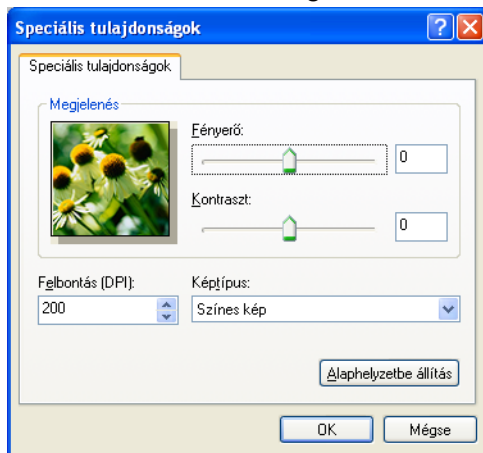 Speciális tulajdonságok
Speciális tulajdonságok
Megjelenés
Fényerő:
0
Kontraszt:
0
Felbontás (DPI):
Képtípus:
200
Színes kép
Alaphelyzetbe állítás
OK
Mégse